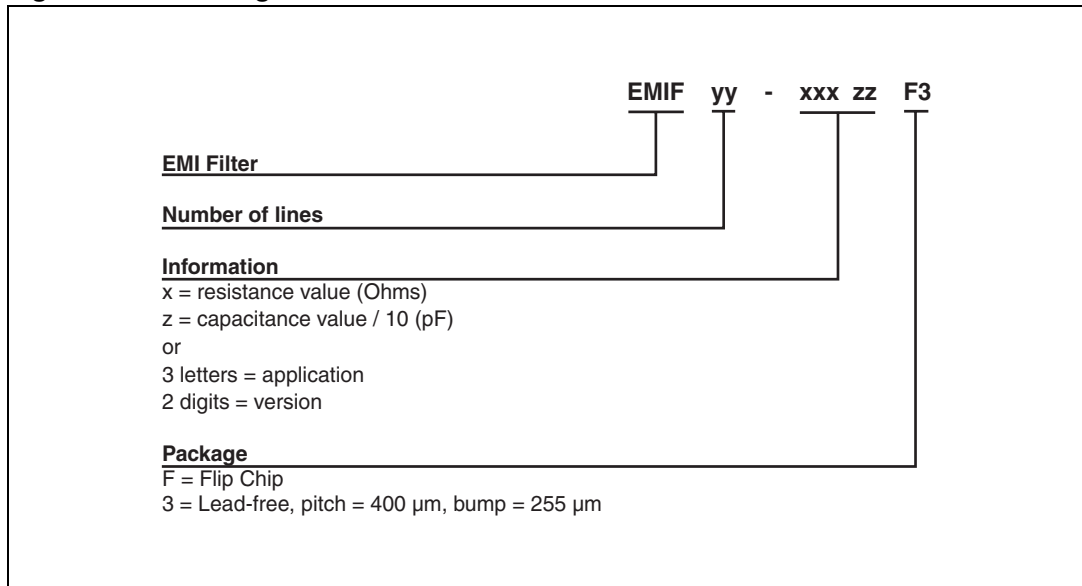 EMIF yy - xxx zz F3
EMI Filter
Number of lines
Information
x = resistance value (Ohms)
z = capacitance value / 10 (pF)
or
3 letters = application
2 digits = version
Package
F = Flip Chip
3 = Lead-free, pitch = 400 µm, bump = 255 µm